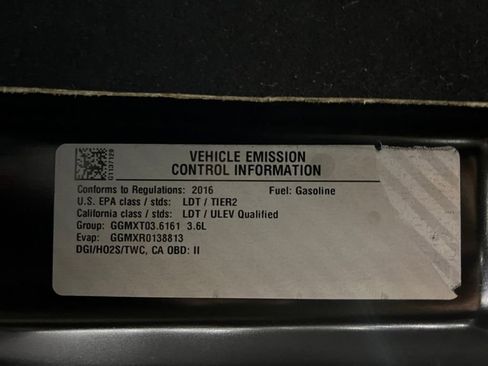 VEHICLE EMISSION
CONTROL INFORMATION
Conforms to Regulations: 2016 Fuel: Gasoline
U.S. EPA class / stds: LDT / TIER2
California class / stds: LDT / ULEV Qualified
Group: GGMXT03.6161 3.6L
Evap: GGMXR0138813
DGI/HO2S/TWC, CA OBD: II